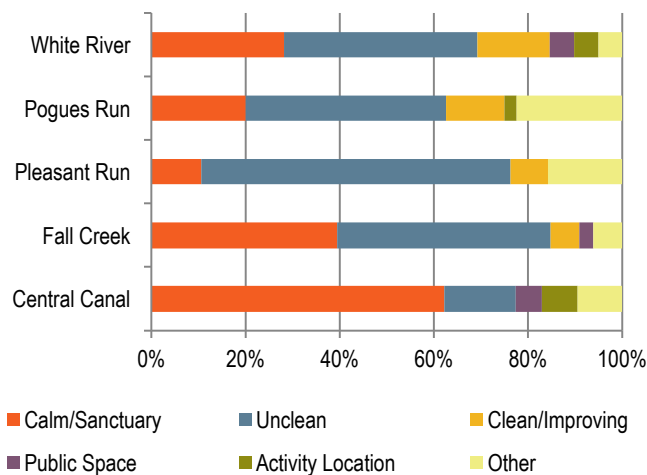 White River
Pogues Run
Pleasant Run
Fall Creek
Central Canal
0% 20% 40% 60% 80% 100%
Calm/Sanctuary Unclean Clean/Improving
Public Space Activity Location Other